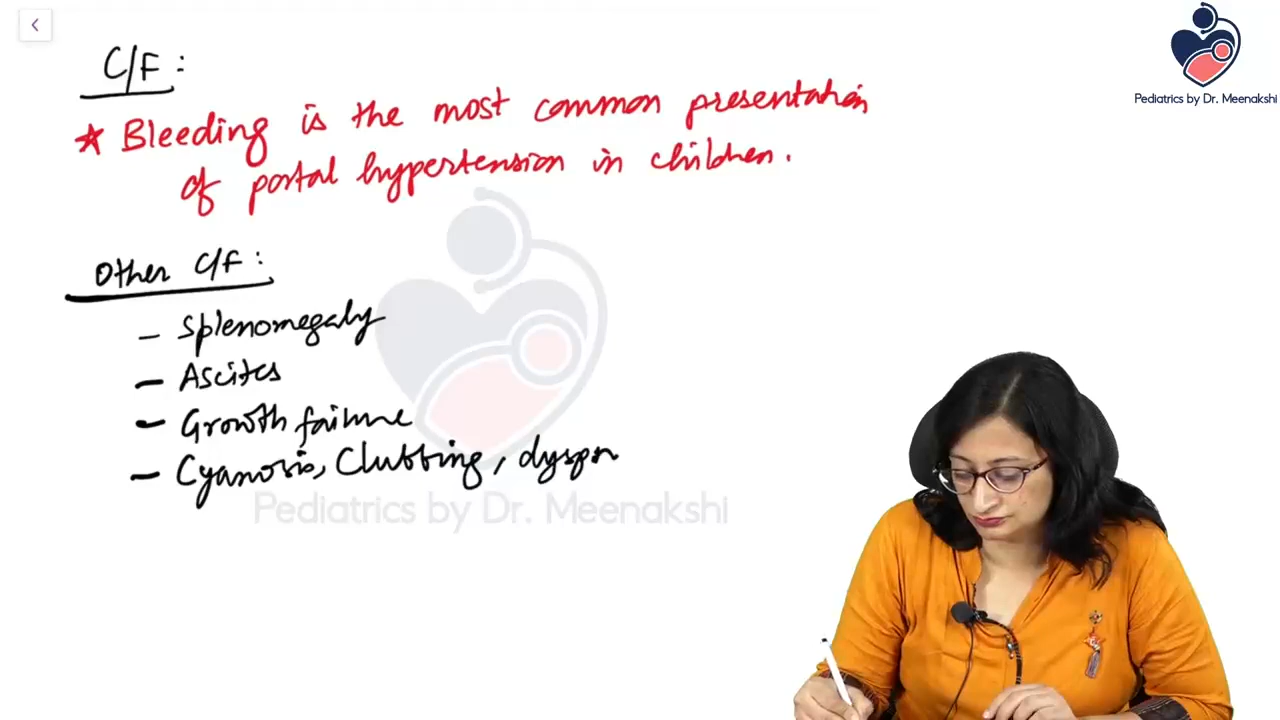 C/F:
Pediatrics by Dr. Meenakshi
* Bleeding is the most common presentation
of portal hypertension in children.
Other C/F:
- Splenomegaly
- Ascites
- Growth failure
- Cyanosis, Clubbing, dyspn
Pediatrics by Dr. Meenakshi